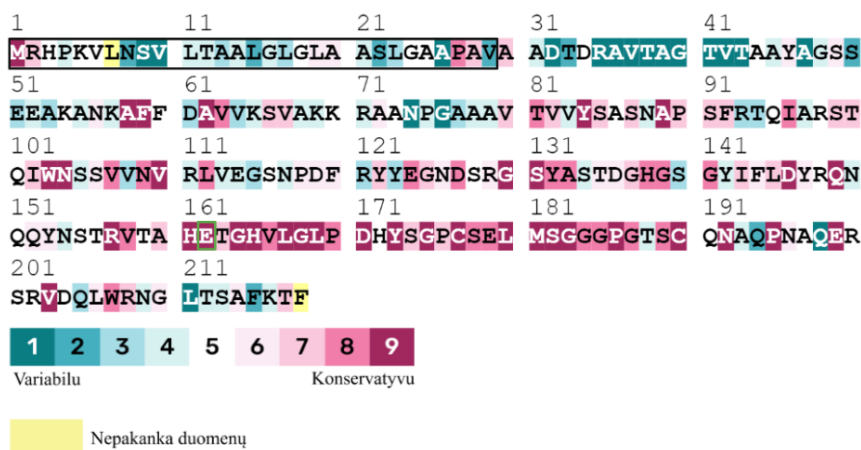 1 11 21 31 41
MRHPKVLNSV LTAALGLGLA ASLGAAPAVA ADTDRAVTAG TVTAAYAGSS
51 61 71 81 91
EEAKANKAFF DAVVKSVAKK RAANPGAAAV TVVYSASNAP SFRTQIARST
101 111 121 131 141
QIWNSSVVNV RLVEGSNPDF RYYEGNDSRG SYASTDGHGS GYIFLDYRQN
151 161 171 181 191
QQYNSTRVTA HETGHVLGLP DHYSGPCSEL MSGGGPGTSC QNAQPNAQER
201 211
SRVDQLWRNG LTSAFKTF
1 2 3 4 5 6 7 8 9
Variabilu Konservatyvu
Nepakanka duomenų